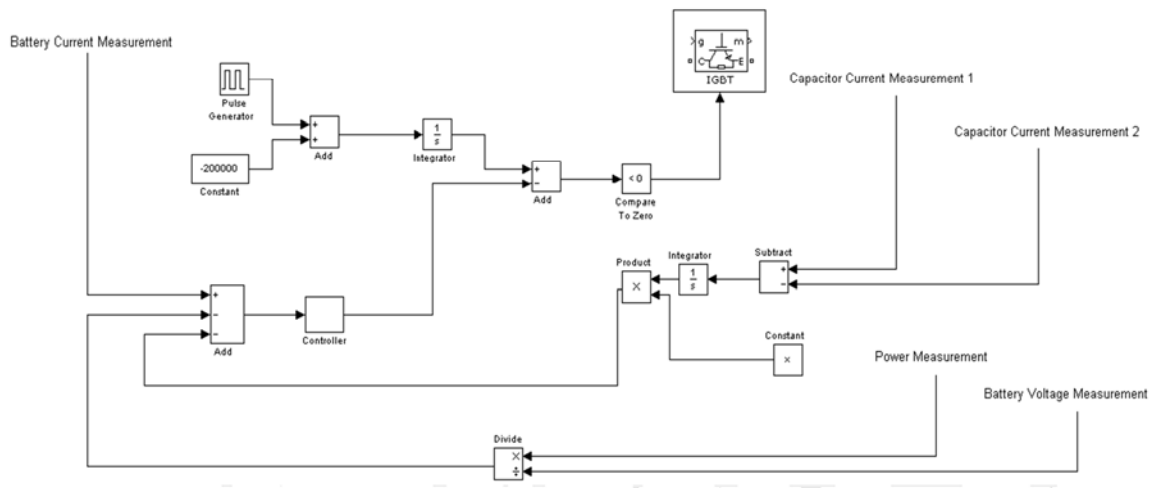 Battery Current Measurement
g
m
C
E
IGBT
Capacitor Current Measurement 1
Pulse
Generator
Capacitor Current Measurement 2
+
+
Add
1
s
Integrator
-200000
Constant
+
−
Add
< 0
Compare
To Zero
Product
×
Integrator
1
s
Subtract
+
−
+
−
−
Add
Controller
Constant
×
Power Measurement
Battery Voltage Measurement
Divide
×
÷